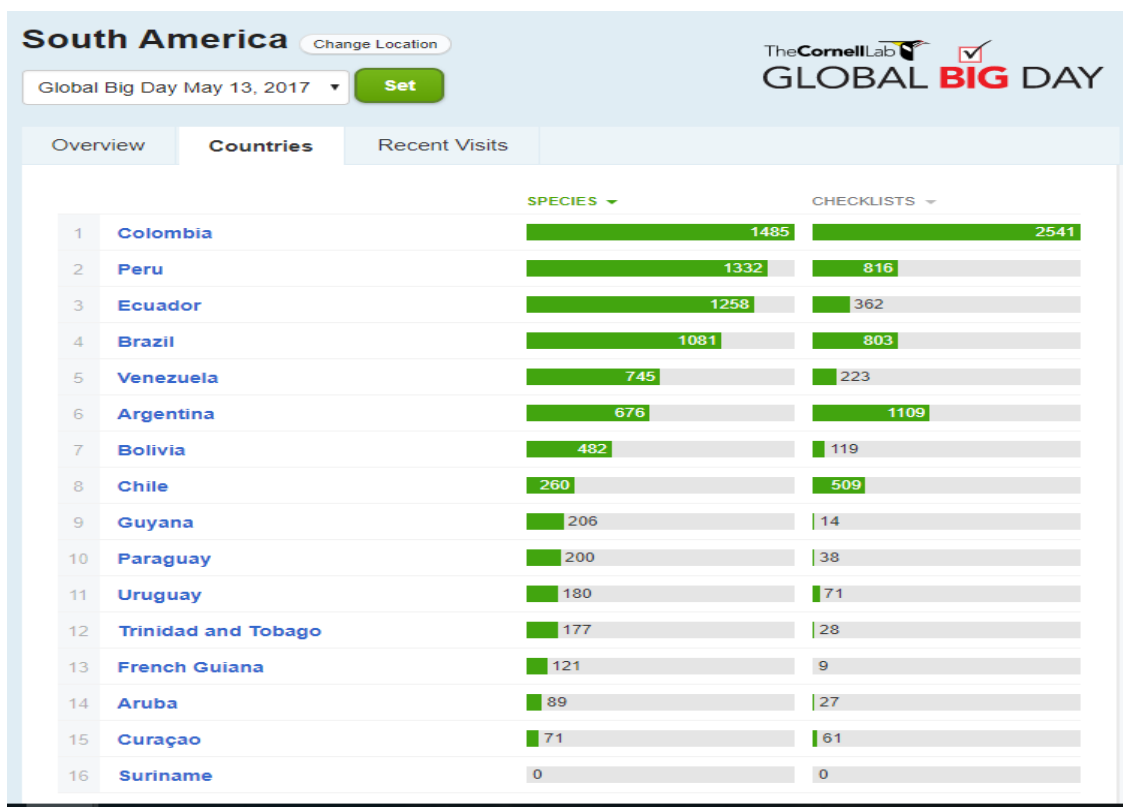 South America Change Location
Global Big Day May 13, 2017 Set
TheCornellLab
GLOBAL BIG DAY
Overview Countries Recent Visits
SPECIES CHECKLISTS
1 Colombia 1485 2541
2 Peru 1332 816
3 Ecuador 1258 362
4 Brazil 1081 803
5 Venezuela 745 223
6 Argentina 676 1109
7 Bolivia 482 119
8 Chile 260 509
9 Guyana 206 14
10 Paraguay 200 38
11 Uruguay 180 71
12 Trinidad and Tobago 177 28
13 French Guiana 121 9
14 Aruba 89 27
15 Curaçao 71 61
16 Suriname 0 0